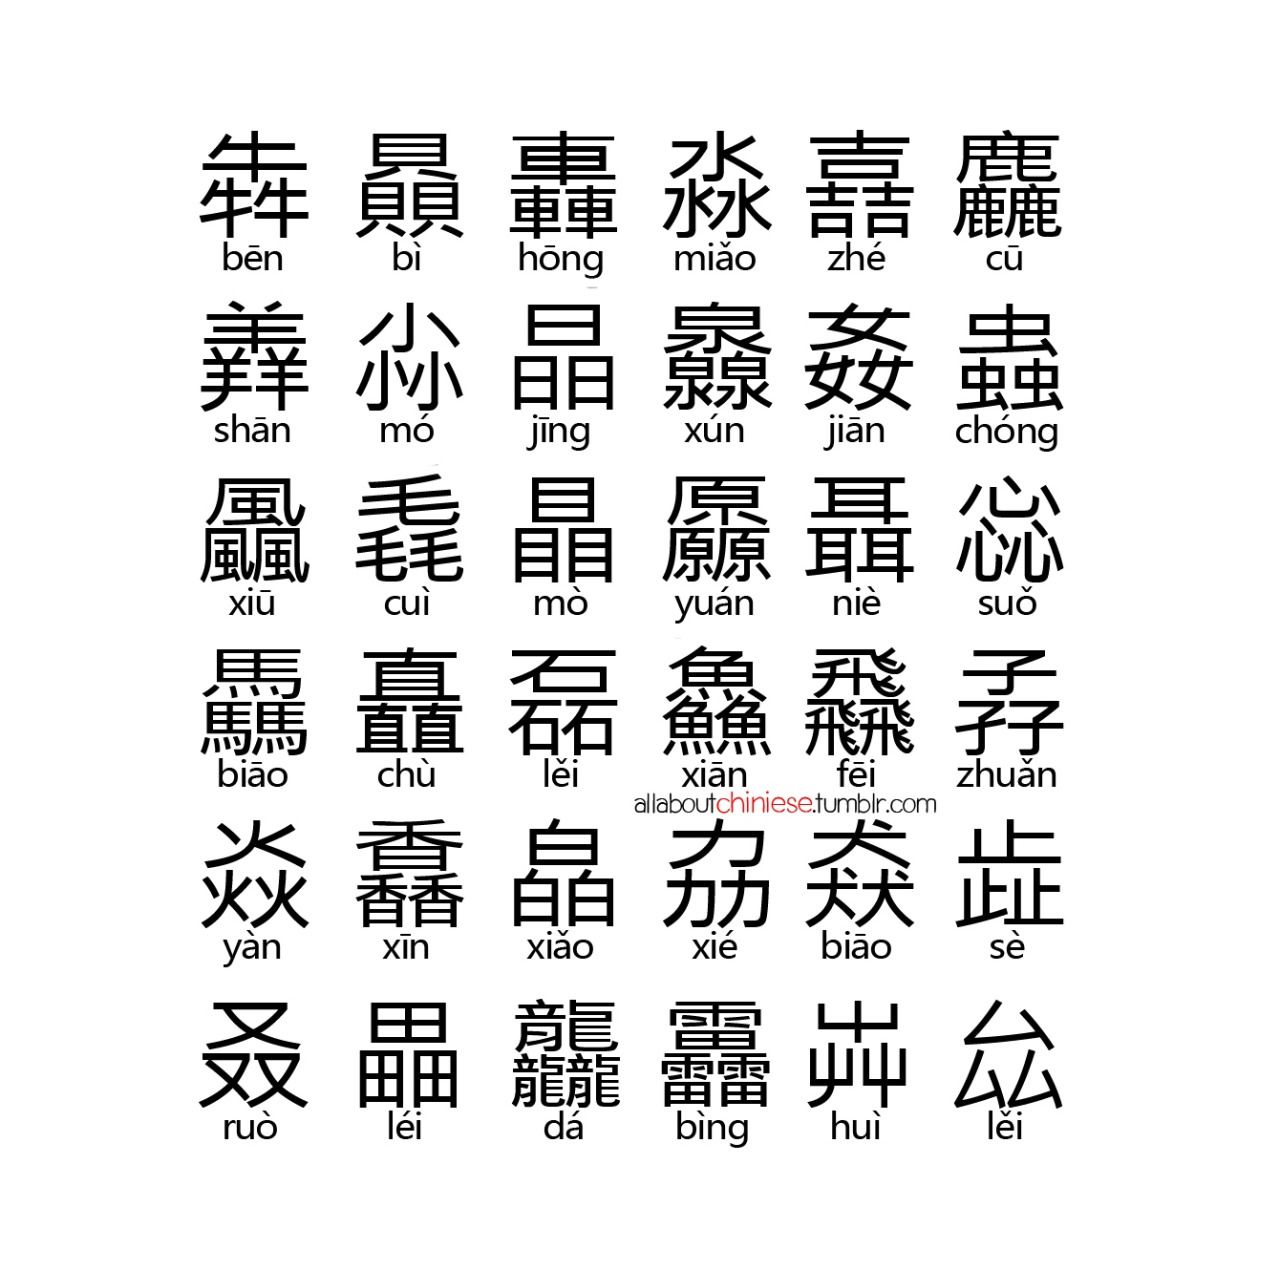 犇 贔 轟 淼 嚞 麤
bēn bì hōng miǎo zhé cū
羴 尛 晶 灥 姦 蟲
shān mó jīng xún jiān chóng
飍 毳 瞐 厵 聶 惢
xiū cuì mò yuán niè suǒ
驫 矗 磊 鱻 飝 孨
biāo chù lěi xiān fēi zhuǎn
allaboutchiniese.tumblr.com
焱 馫 皛 劦 猋 歮
yàn xīn xiǎo xié biāo sè
叒 畾 龘 靐 芔 厽
ruò léi dá bìng huì lěi